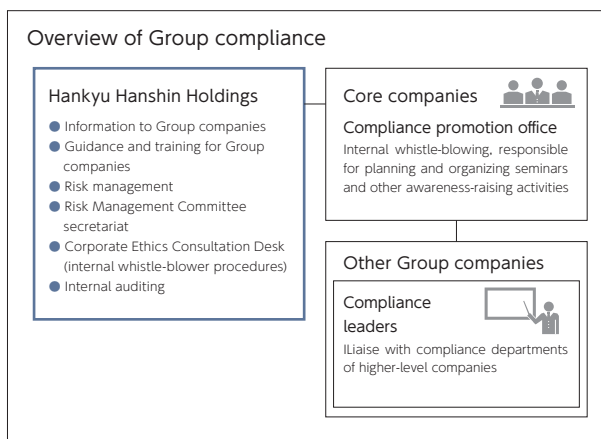 Overview of Group compliance
Hankyu Hanshin Holdings
● Information to Group companies
● Guidance and training for Group
companies
● Risk management
● Risk Management Committee
secretariat
● Corporate Ethics Consultation Desk
(internal whistle-blower procedures)
● Internal auditing
Core companies
Compliance promotion office
Internal whistle-blowing, responsible
for planning and organizing seminars
and other awareness-raising activities
Other Group companies
Compliance
leaders
ILiaise with compliance departments
of higher-level companies